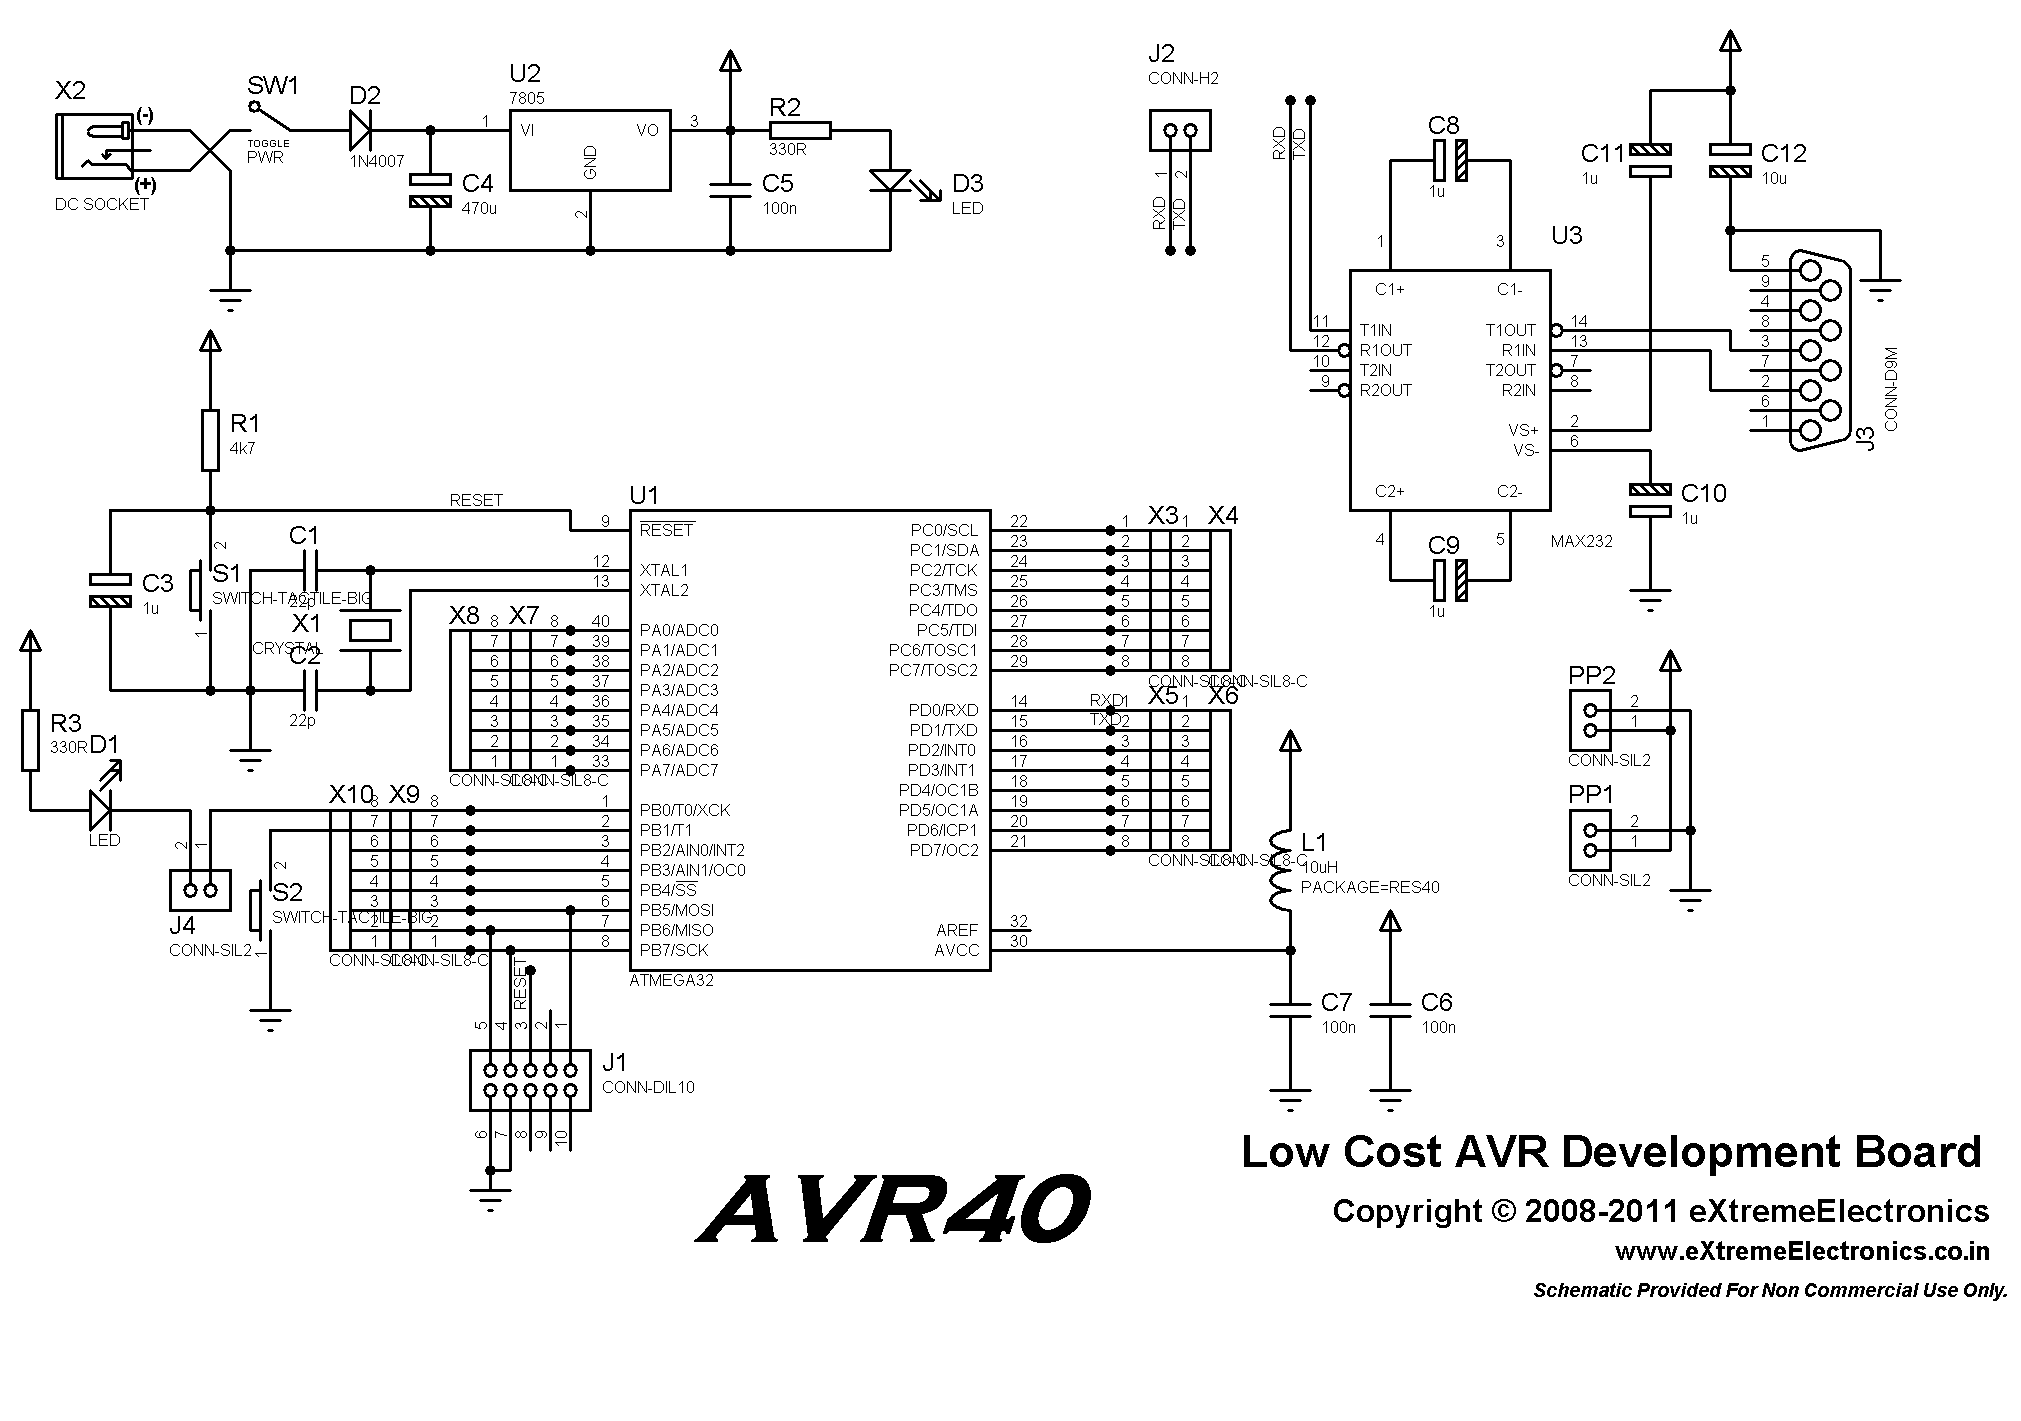 X2
(-)
(+)
DC SOCKET
SW1
TOGGLE
PWR
D2
1N4007
C4
470u
U2
7805
1
VI
VO
3
GND
2
R2
330R
C5
100n
D3
LED
J2
CONN-H2
1
2
RXD
TXD
RXD
TXD
C8
1u
C11
1u
C12
10u
1
3
U3
C1+
C1-
11
T1IN
T1OUT
14
12
R1OUT
R1IN
13
10
T2IN
T2OUT
7
9
R2OUT
R2IN
8
VS+
2
VS-
6
C2+
C2-
4
5
MAX232
C9
1u
C10
1u
5
9
4
8
3
7
2
6
1
J3
CONN-D9M
R1
4k7
RESET
C3
1u
2
S1
1
SWITCH-TACTILE-BIG
C1
22p
X1
CRYSTAL
C2
22p
U1
9
RESET
12
XTAL1
13
XTAL2
X8
8
X7
8
40
PA0/ADC0
7
7
39
PA1/ADC1
6
6
38
PA2/ADC2
5
5
37
PA3/ADC3
4
4
36
PA4/ADC4
3
3
35
PA5/ADC5
2
2
34
PA6/ADC6
1
1
33
PA7/ADC7
CONN-SIL8-C
CONN-SIL8-C
R3
330R
D1
LED
2
1
J4
CONN-SIL2
2
S2
1
SWITCH-TACTILE-BIG
X10
8
X9
8
1
PB0/T0/XCK
7
7
2
PB1/T1
6
6
3
PB2/AIN0/INT2
5
5
4
PB3/AIN1/OC0
4
4
5
PB4/SS
3
3
6
PB5/MOSI
2
2
7
PB6/MISO
1
1
8
PB7/SCK
CONN-SIL8-C
CONN-SIL8-C
ATMEGA32
PC0/SCL
22
1
X3
1
X4
PC1/SDA
23
2
2
PC2/TCK
24
3
3
PC3/TMS
25
4
4
PC4/TDO
26
5
5
PC5/TDI
27
6
6
PC6/TOSC1
28
7
7
PC7/TOSC2
29
8
8
CONN-SIL8-C
CONN-SIL8-C
PD0/RXD
14
RXD
1
X5
1
X6
PD1/TXD
15
TXD
2
2
PD2/INT0
16
3
3
PD3/INT1
17
4
4
PD4/OC1B
18
5
5
PD5/OC1A
19
6
6
PD6/ICP1
20
7
7
PD7/OC2
21
8
8
CONN-SIL8-C
CONN-SIL8-C
AREF
32
AVCC
30
L1
10uH
PACKAGE=RES40
C7
100n
C6
100n
PP2
2
1
CONN-SIL2
PP1
2
1
CONN-SIL2
RESET
5
4
3
2
1
J1
CONN-DIL10
6
7
8
9
10
AVR40
Low Cost AVR Development Board
Copyright © 2008-2011 eXtremeElectronics
www.eXtremeElectronics.co.in
Schematic Provided For Non Commercial Use Only.